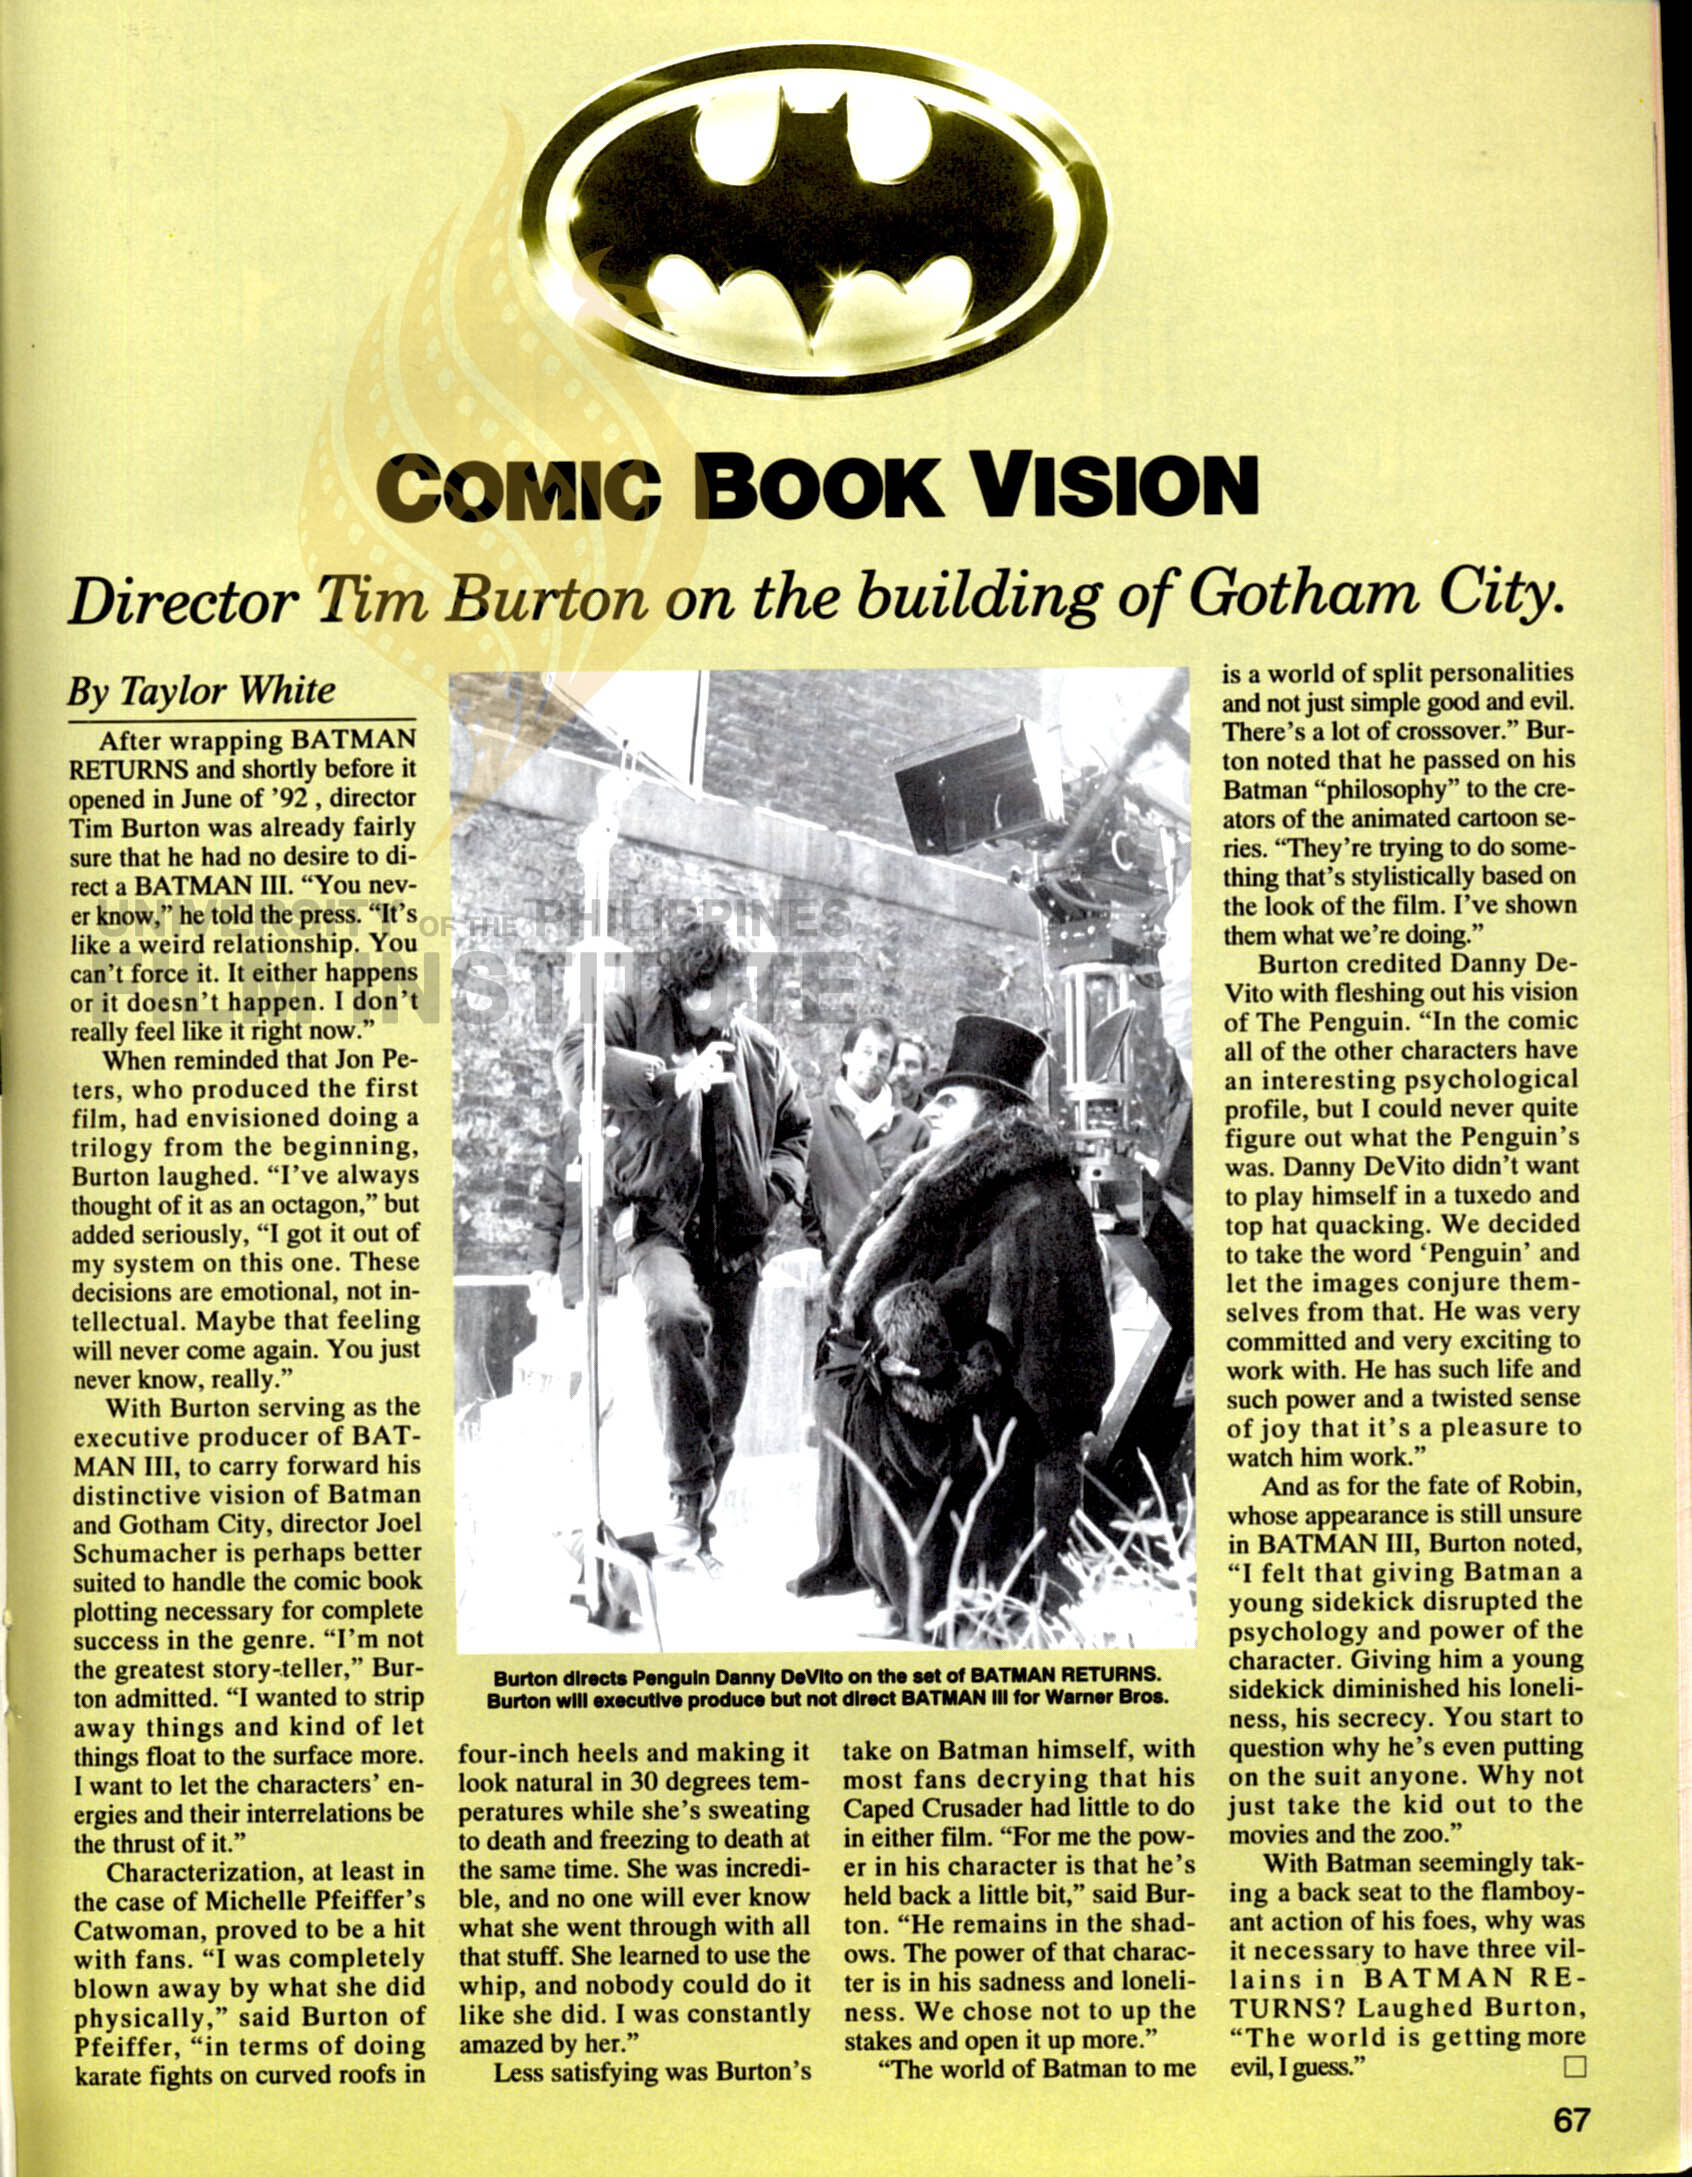 COMIC BOOK VISION
Director Tim Burton on the building of Gotham City.
By Taylor White
After wrapping BATMAN
RETURNS and shortly before it
opened in June of ’92 , director
Tim Burton was already fairly
sure that he had no desire to di-
rect a BATMAN III. “You nev-
er know,” he told the press. “It’s
like a weird relationship. You
can’t force it. It either happens
or it doesn’t happen. I don’t
really feel like it right now.”
When reminded that Jon Pe-
ters, who produced the first
film, had envisioned doing a
trilogy from the beginning,
Burton laughed. “I’ve always
thought of it as an octagon,” but
added seriously, “I got it out of
my system on this one. These
decisions are emotional, not in-
tellectual. Maybe that feeling
will never come again. You just
never know, really.”
With Burton serving as the
executive producer of BAT-
MAN III, to carry forward his
distinctive vision of Batman
and Gotham City, director Joel
Schumacher is perhaps better
suited to handle the comic book
plotting necessary for complete
success in the genre. “I’m not
the greatest story-teller,” Bur-
ton admitted. “I wanted to strip
away things and kind of let
things float to the surface more.
I want to let the characters’ en-
ergies and their interrelations be
the thrust of it.”
Characterization, at least in
the case of Michelle Pfeiffer’s
Catwoman, proved to be a hit
with fans. “I was completely
blown away by what she did
physically,” said Burton of
Pfeiffer, “in terms of doing
karate fights on curved roofs in
UNIVERSITY OF THE PHILIPPINES
FILM INSTITUTE
Burton directs Penguin Danny DeVito on the set of BATMAN RETURNS.
Burton will executive produce but not direct BATMAN III for Warner Bros.
four-inch heels and making it
look natural in 30 degrees tem-
peratures while she’s sweating
to death and freezing to death at
the same time. She was incredi-
ble, and no one will ever know
what she went through with all
that stuff. She learned to use the
whip, and nobody could do it
like she did. I was constantly
amazed by her.”
Less satisfying was Burton’s
take on Batman himself, with
most fans decrying that his
Caped Crusader had little to do
in either film. “For me the pow-
er in his character is that he’s
held back a little bit,” said Bur-
ton. “He remains in the shad-
ows. The power of that charac-
ter is in his sadness and loneli-
ness. We chose not to up the
stakes and open it up more.”
“The world of Batman to me
is a world of split personalities
and not just simple good and evil.
There’s a lot of crossover.” Bur-
ton noted that he passed on his
Batman “philosophy” to the cre-
ators of the animated cartoon se-
ries. “They’re trying to do some-
thing that’s stylistically based on
the look of the film. I’ve shown
them what we’re doing.”
Burton credited Danny De-
Vito with fleshing out his vision
of The Penguin. “In the comic
all of the other characters have
an interesting psychological
profile, but I could never quite
figure out what the Penguin’s
was. Danny DeVito didn’t want
to play himself in a tuxedo and
top hat quacking. We decided
to take the word ‘Penguin’ and
let the images conjure them-
selves from that. He was very
committed and very exciting to
work with. He has such life and
such power and a twisted sense
of joy that it’s a pleasure to
watch him work.”
And as for the fate of Robin,
whose appearance is still unsure
in BATMAN III, Burton noted,
“I felt that giving Batman a
young sidekick disrupted the
psychology and power of the
character. Giving him a young
sidekick diminished his loneli-
ness, his secrecy. You start to
question why he’s even putting
on the suit anyone. Why not
just take the kid out to the
movies and the zoo.”
With Batman seemingly tak-
ing a back seat to the flamboy-
ant action of his foes, why was
it necessary to have three vil-
lains in BATMAN RE-
TURNS? Laughed Burton,
“The world is getting more
evil, I guess.”
67